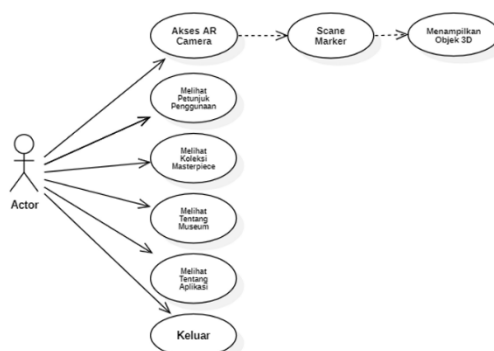 Akses AR
Camera
Scane
Marker
Menampilkan
Objek 3D
Melihat
Petunjuk
Penggunaan
Melihat
Koleksi
Masterpiece
Actor
Melihat
Tentang
Museum
Melihat
Tentang
Aplikasi
Keluar